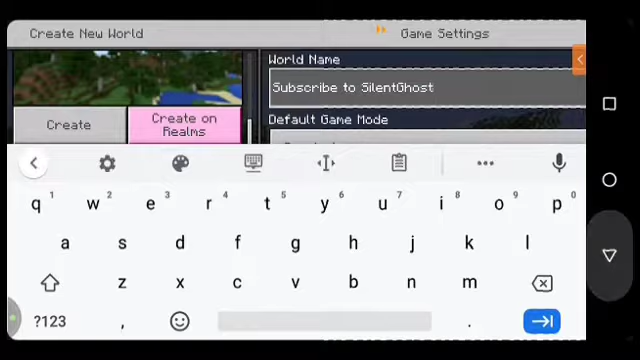 Create New World
Game Settings
World Name
Subscribe to SilentGhost
Create
Create on
Realms
Default Game Mode
q 1 w 2 e 3 r 4 t 5 y 6 u 7 i 8 o 9 p 0
a s d f g h j k l
z x c v b n m
?123 , .